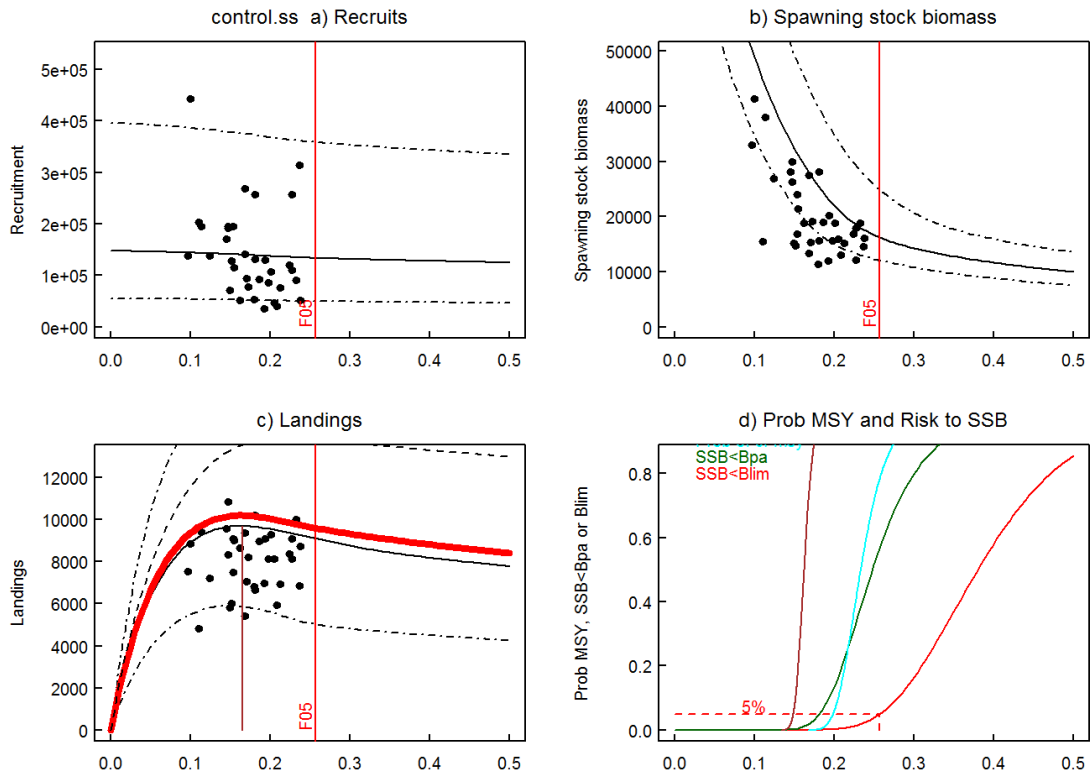 control.ss a) Recruits
Recruitment
5e+05
4e+05
3e+05
2e+05
1e+05
0e+00
F05
0.0 0.1 0.2 0.3 0.4 0.5
b) Spawning stock biomass
Spawning stock biomass
50000
40000
30000
20000
10000
0
F05
0.0 0.1 0.2 0.3 0.4 0.5
c) Landings
Landings
12000
10000
8000
6000
4000
2000
0
F05
0.0 0.1 0.2 0.3 0.4 0.5
d) Prob MSY and Risk to SSB
Prob MSY, SSB<Bpa or Blim
SSB<Bpa
SSB<Blim
0.8
0.6
0.4
0.2
0.0
5%
0.0 0.1 0.2 0.3 0.4 0.5